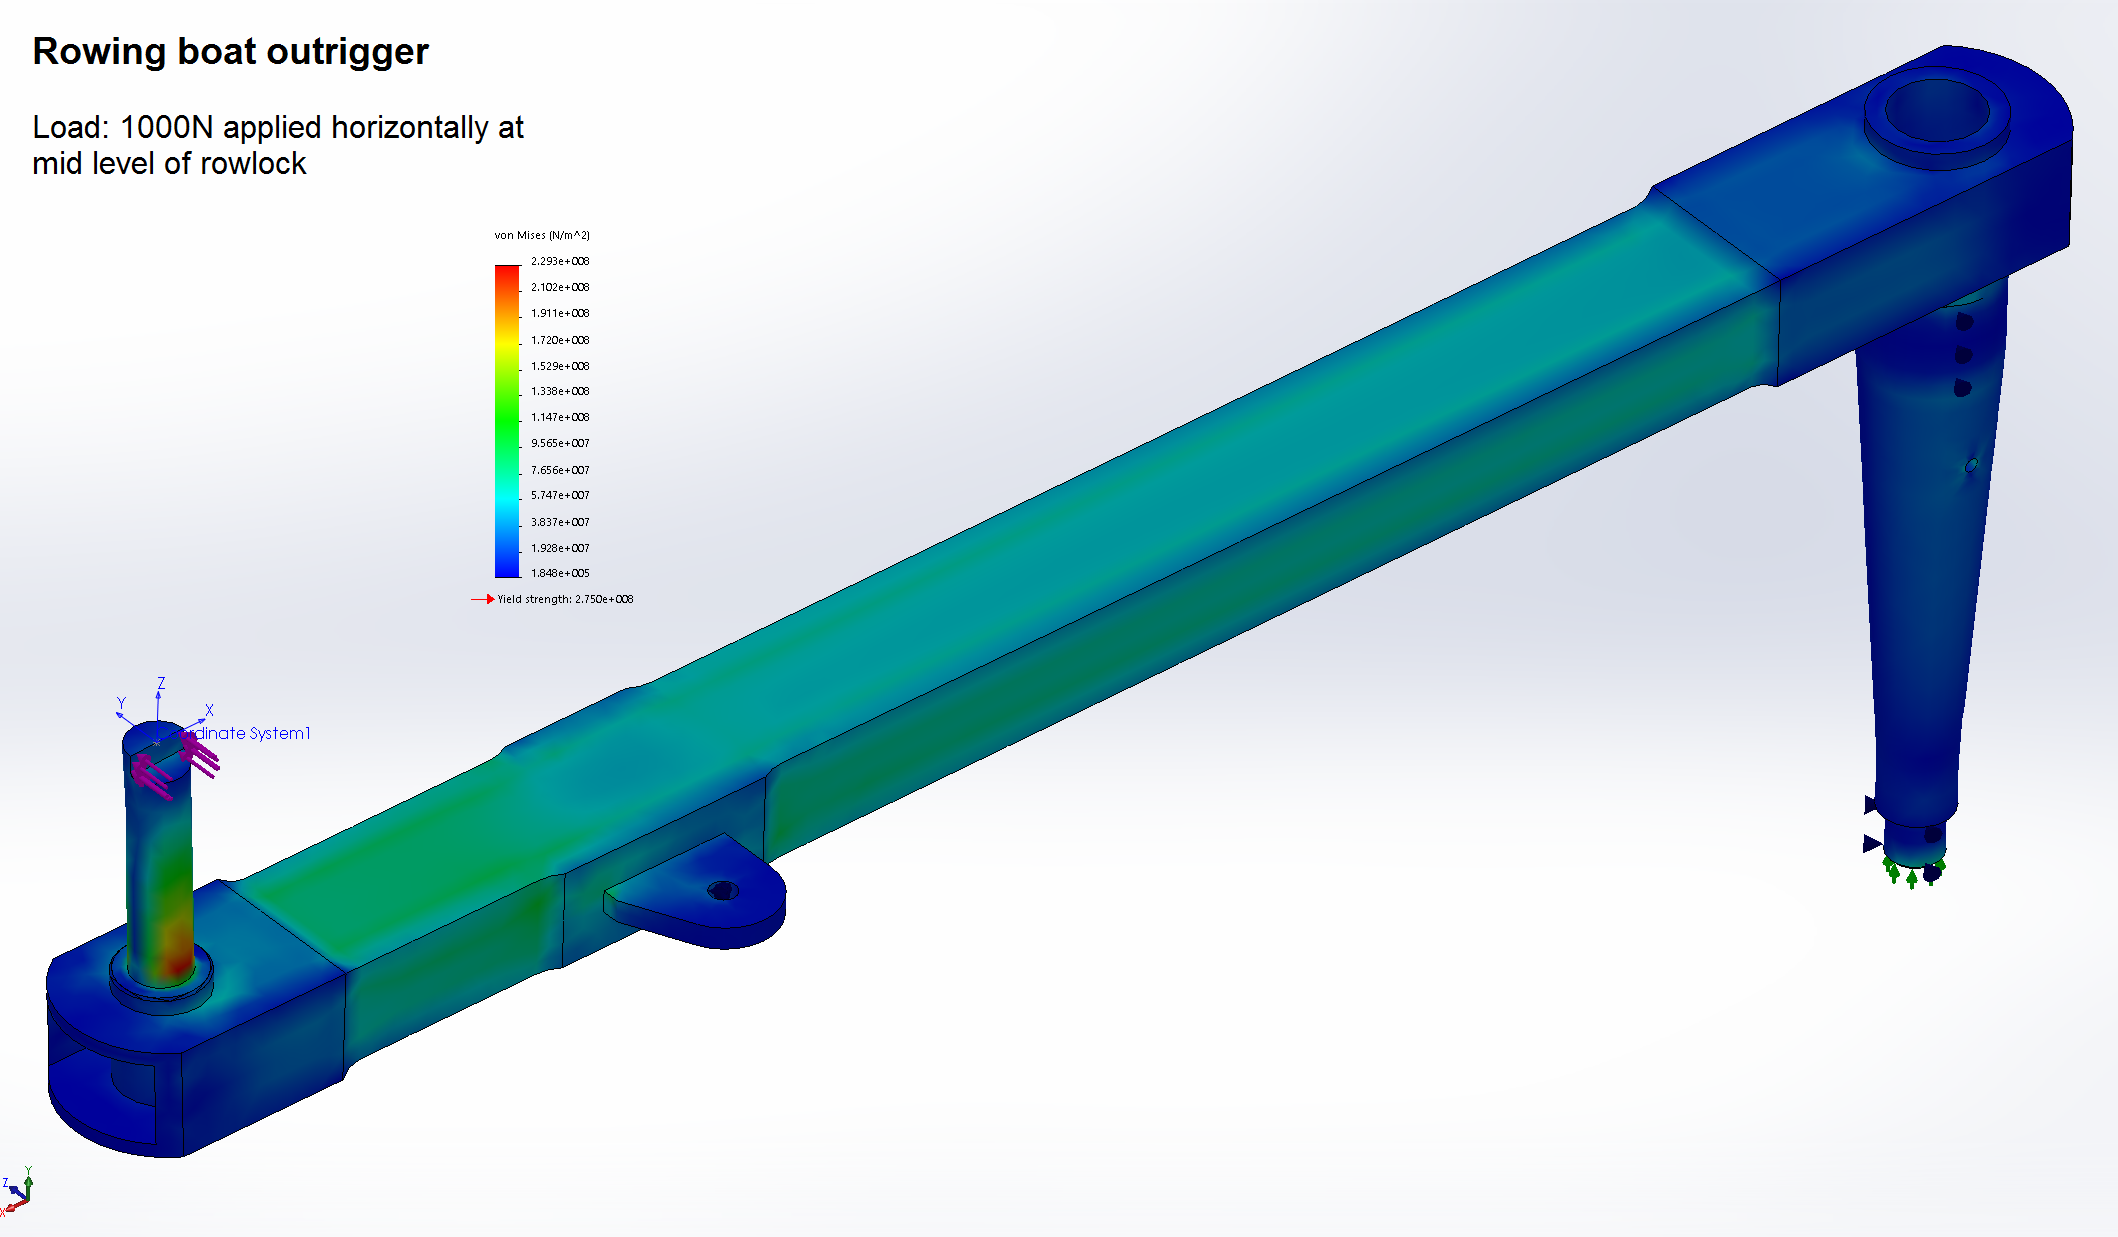 Rowing boat outrigger
Load: 1000N applied horizontally at
mid level of rowlock
von Mises (N/m^2)
2.293e+008
2.102e+008
1.911e+008
1.720e+008
1.529e+008
1.338e+008
1.147e+008
9.565e+007
7.656e+007
5.747e+007
3.837e+007
1.928e+007
1.848e+005
Yield strength: 2.750e+008
Z
Y
X
Coordinate System1
Y
Z
X